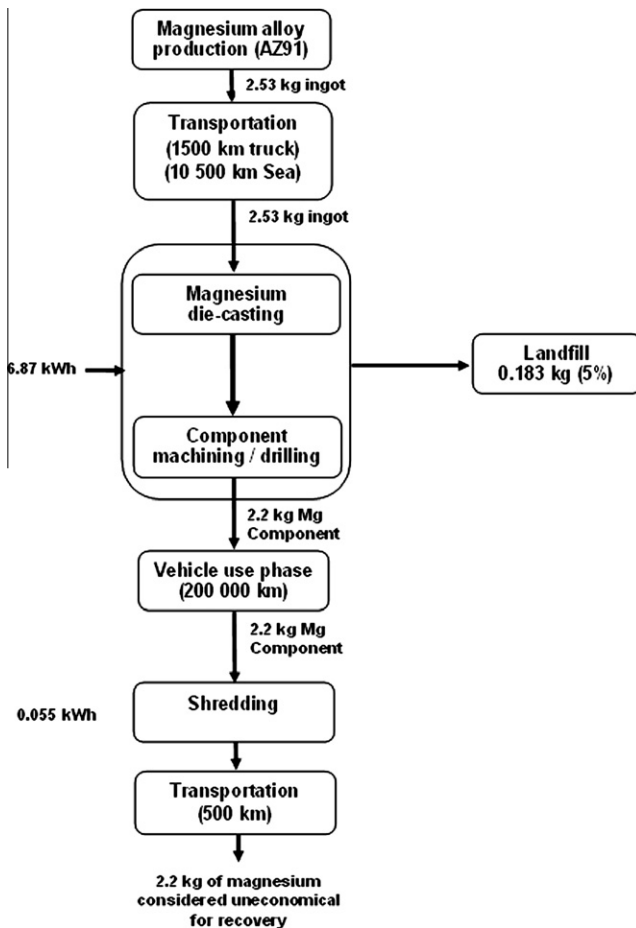 Magnesium alloy
production (AZ91)
2.53 kg ingot
Transportation
(1500 km truck)
(10 500 km Sea)
2.53 kg ingot
Magnesium
die-casting
6.87 kWh
Landfill
0.183 kg (5%)
Component
machining / drilling
2.2 kg Mg
Component
Vehicle use phase
(200 000 km)
2.2 kg Mg
Component
Shredding
0.055 kWh
Transportation
(500 km)
2.2 kg of magnesium
considered uneconomical
for recovery